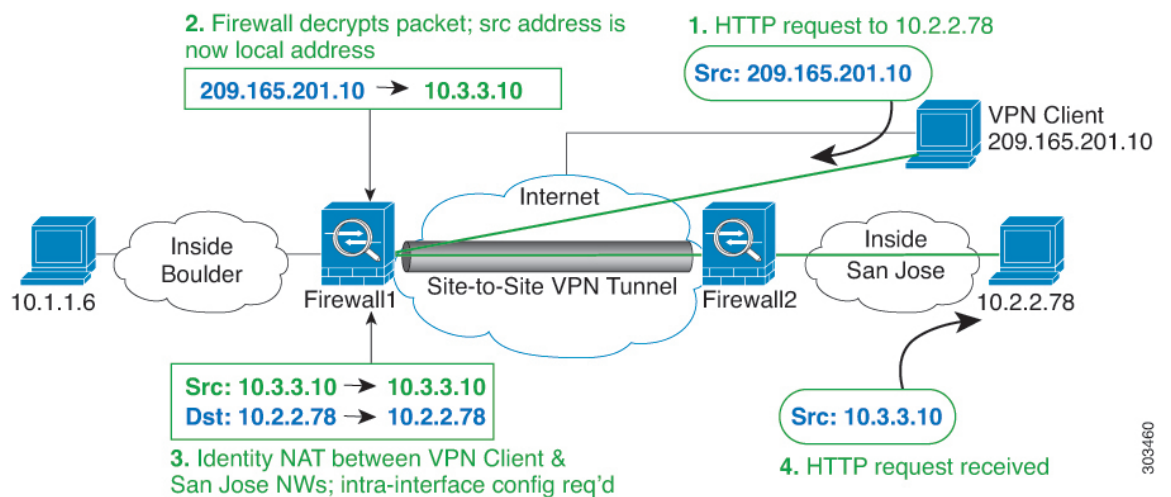 2. Firewall decrypts packet; src address is
now local address
209.165.201.10 → 10.3.3.10
1. HTTP request to 10.2.2.78
Src: 209.165.201.10
VPN Client
209.165.201.10
Internet
Inside
Boulder
Inside
San Jose
10.1.1.6
Firewall1
Site-to-Site VPN Tunnel
Firewall2
10.2.2.78
Src: 10.3.3.10 → 10.3.3.10
Dst: 10.2.2.78 → 10.2.2.78
3. Identity NAT between VPN Client &
San Jose NWs; intra-interface config req'd
Src: 10.3.3.10
4. HTTP request received
303460